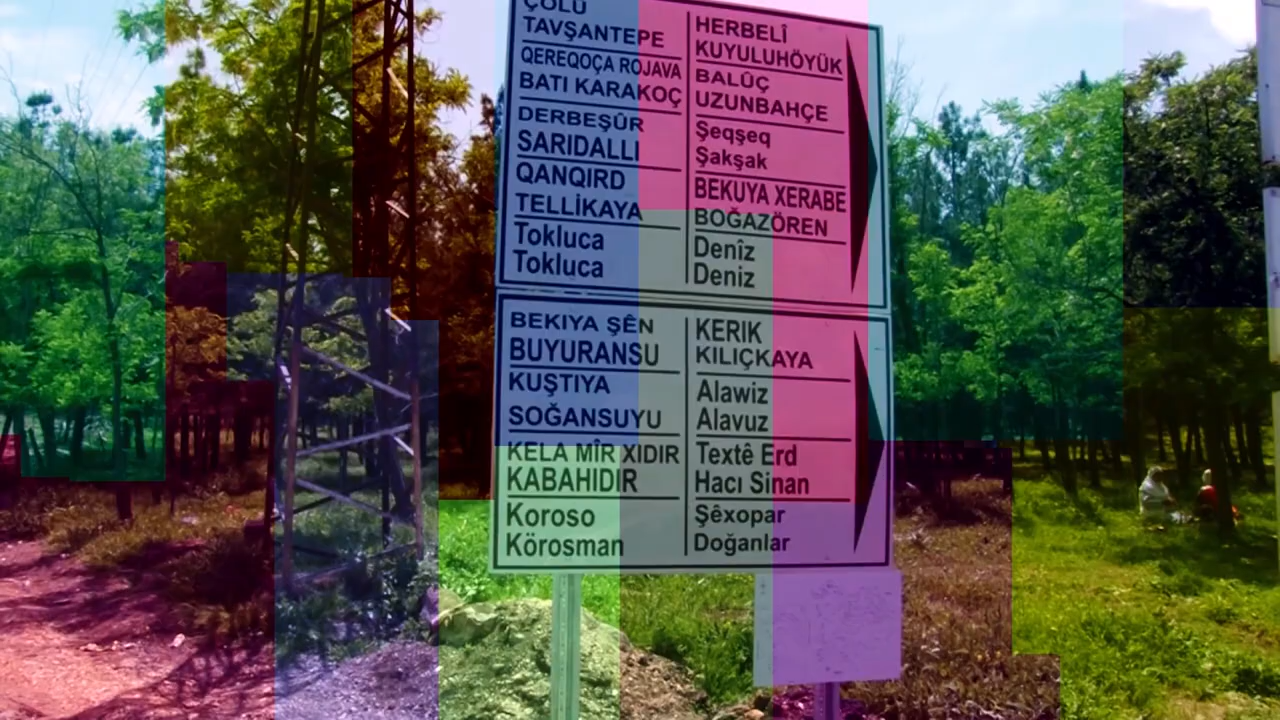 ÇOLÜ
TAVŞANTEPE
QEREQOÇA ROJAVA
BATI KARAKOÇ
DERBEŞÛR
SARIDALLI
QANQIRD
TELLİKAYA
Tokluca
Tokluca
HERBELÎ
KUYULUHÖYÜK
BALÛÇ
UZUNBAHÇE
Şeqşeq
Şakşak
BEKUYA XERABE
BOĞAZÖREN
Denîz
Deniz
BEKIYA ŞÊN
BUYURANSU
KUŞTIYA
SOĞANSUYU
KELA MÎR XIDIR
KABAHIDIR
Koroso
Körosman
KERIK
KILIÇKAYA
Alawiz
Alavuz
Textê Erd
Hacı Sinan
Şêxopar
Doğanlar